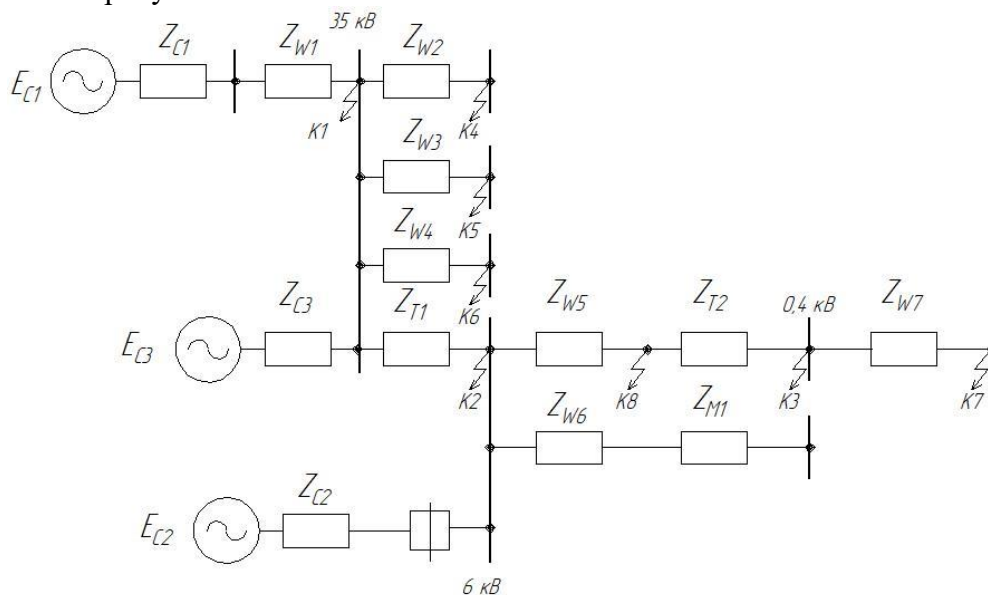 35 кВ
Z_C1 Z_W1 Z_W2
E_C1
K1 K4
Z_W3
K5
Z_W4
K6
Z_C3 Z_T1 Z_W5 Z_T2 0,4 кВ Z_W7
E_C3
K2 K8 K3 K7
Z_W6 Z_M1
Z_C2
E_C2
6 кВ